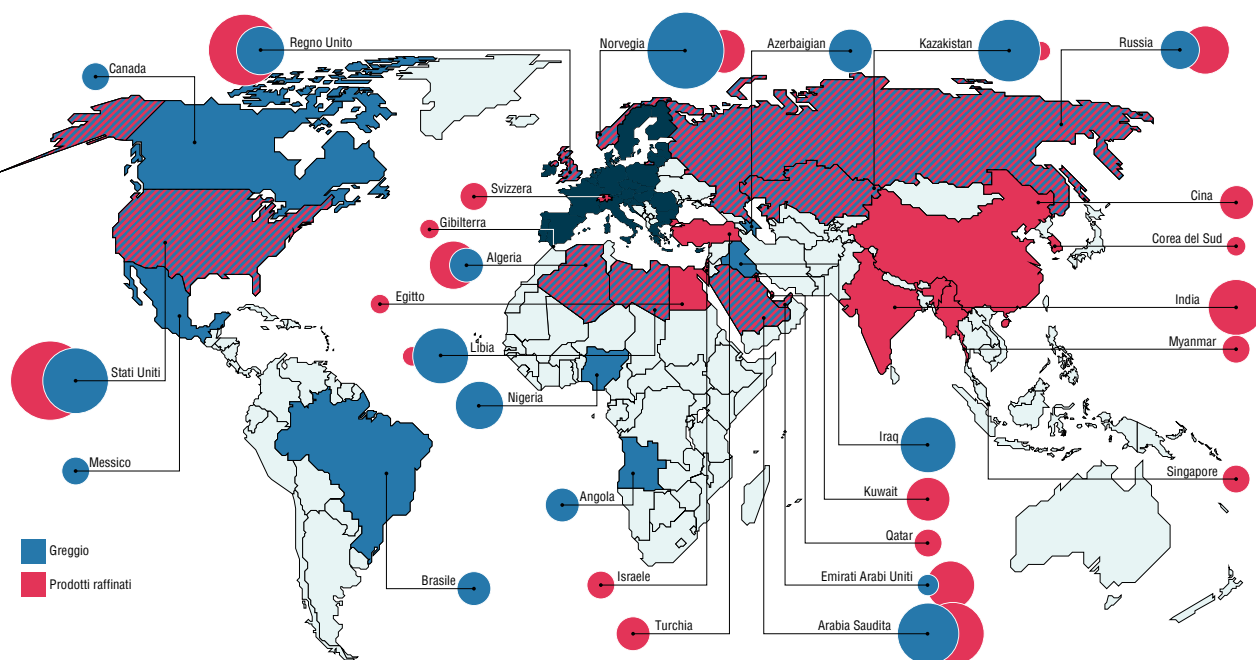 Regno Unito
Norvegia
Azerbaigian
Kazakistan
Russia
Canada
Svizzera
Cina
Gibilterra
Corea del Sud
Algeria
Egitto
India
Libia
Myanmar
Stati Uniti
Nigeria
Iraq
Messico
Singapore
Angola
Kuwait
Qatar
Greggio
Prodotti raffinati
Brasile
Israele
Emirati Arabi Uniti
Turchia
Arabia Saudita